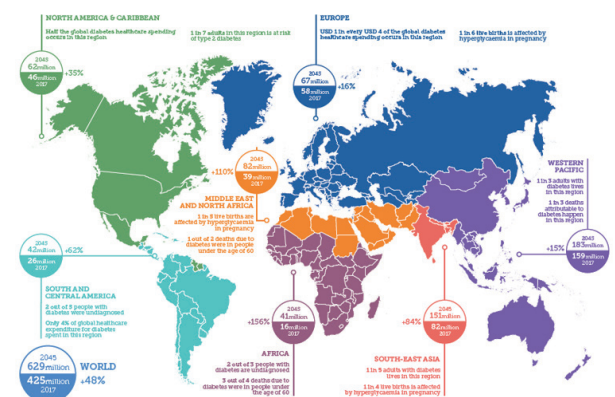 NORTH AMERICA & CARIBBEAN
Half the global diabetes healthcare spending
occurs in this region
1 in 7 adults in this region is at risk
of type 2 diabetes
2045
62million
46million
2017
+35%
EUROPE
USD 1 in every USD 4 of the global diabetes
healthcare spending occurs in this region
1 in 6 live births is affected by
hyperglycaemia in pregnancy
2045
67million
58million
2017
+16%
2045
82million
39million
2017
+110%
MIDDLE EAST
AND NORTH AFRICA
1 in 5 live births are
affected by hyperglycaemia
in pregnancy
1 out of 2 deaths due to
diabetes were in people
under the age of 60
WESTERN
PACIFIC
1 in 3 adults with
diabetes lives
in this region
1 in 3 deaths
attributable to
diabetes happen
in this region
2045
183million
159million
2017
+15%
2045
42million
26million
2017
+62%
SOUTH AND
CENTRAL AMERICA
2 out of 5 people with
diabetes were undiagnosed
Only 4% of global healthcare
expenditure for diabetes
spent in this region
2045
629million
425million
2017
WORLD
+48%
2045
41million
16million
2017
+156%
AFRICA
2 out of 3 people with
diabetes are undiagnosed
3 out of 4 deaths due to
diabetes were in people under
the age of 60
2045
151million
82million
2017
+84%
SOUTH-EAST ASIA
1 in 5 adults with diabetes
lives in this region
1 in 4 live births is affected
by hyperglycaemia in pregnancy